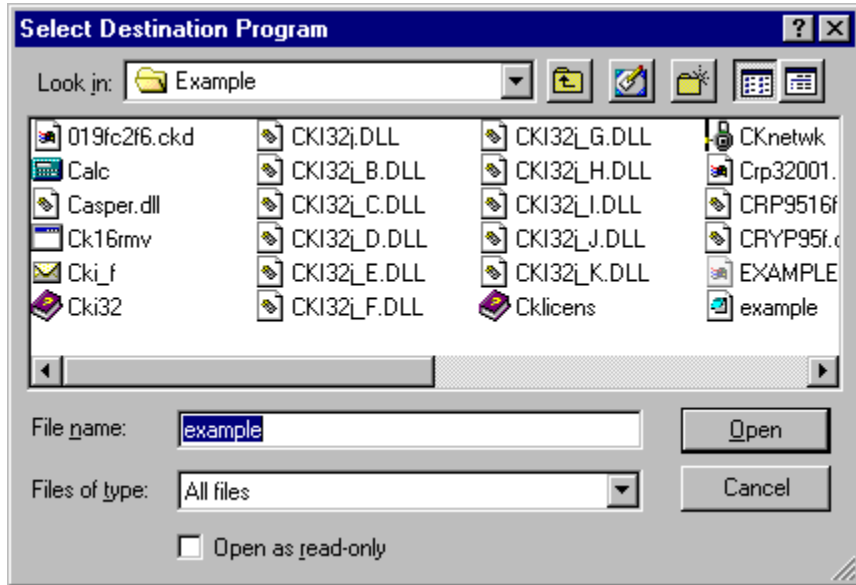 Select Destination Program
Look in: Example
019fc2f6.ckd CKI32j.DLL CKI32j_G.DLL CKnetwk
Calc CKI32j_B.DLL CKI32j_H.DLL Crp32001.
Casper.dll CKI32j_C.DLL CKI32j_I.DLL CRP9516f
Ck16rmv CKI32j_D.DLL CKI32j_J.DLL CRYP95f.
Cki_f CKI32j_E.DLL CKI32j_K.DLL EXAMPLE
Cki32 CKI32j_F.DLL Cklicens example
File name: example Open
Files of type: All files Cancel
Open as read-only